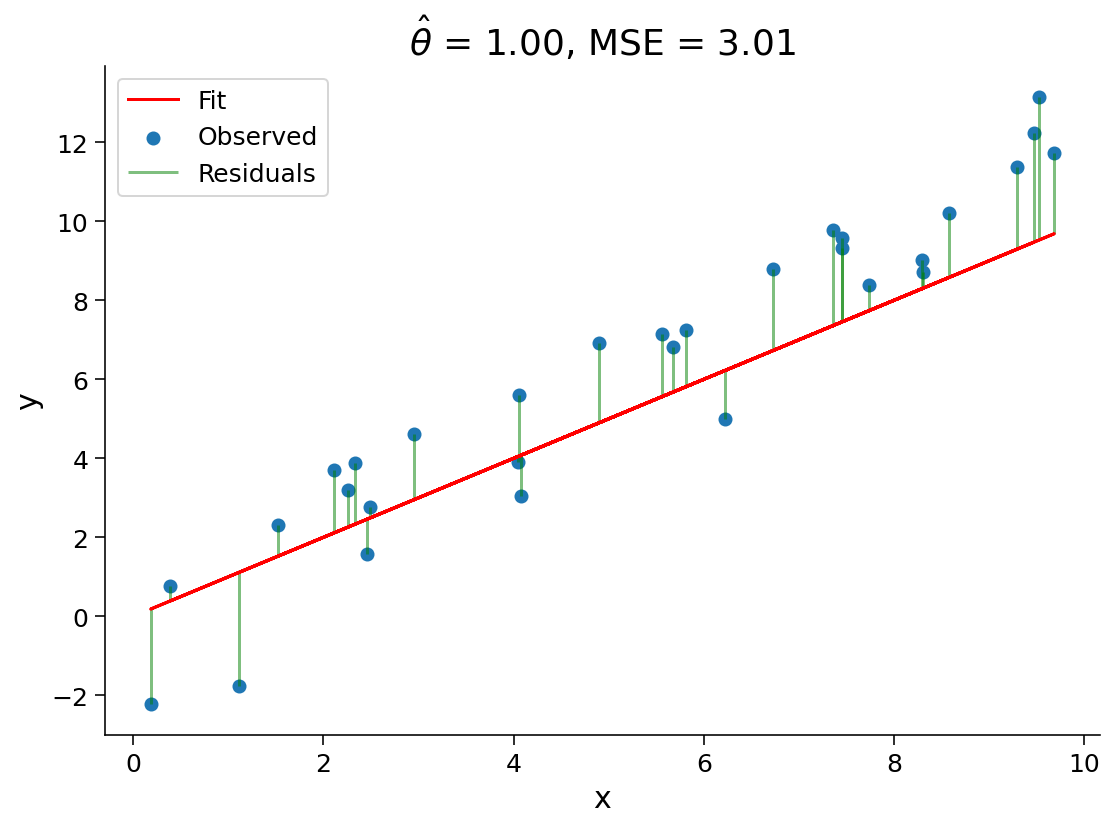 θ̂ = 1.00, MSE = 3.01
Fit
Observed
Residuals
12
10
8
6
4
2
0
−2
y
0 2 4 6 8 10
x